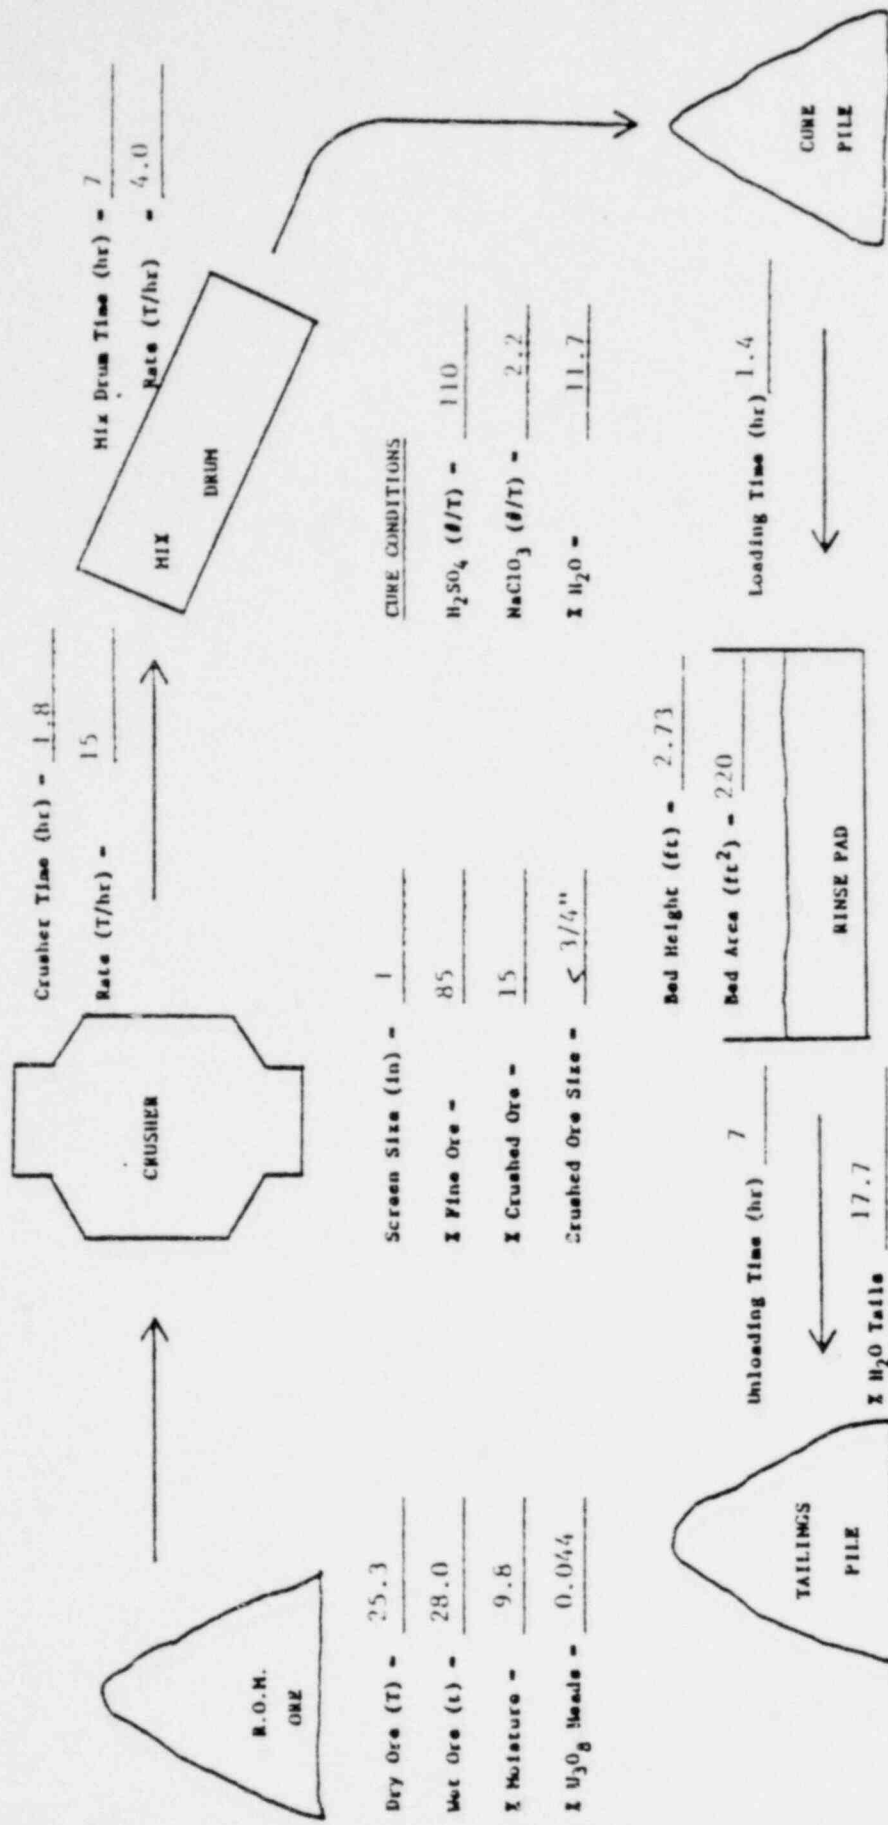 R.O.M.
ORE
CRUSHER
Crusher Time (hr) = 1.8
Rate (T/hr) = 15
MIX
DRUM
Mix Drum Time (hr) = 7
Rate (T/hr) = 4.0
Dry Ore (T) = 25.3
Wet Ore (t) = 28.0
% Moisture = 9.8
% U3O8 Heads = 0.044
Screen Size (in) = 1
% Fine Ore = 85
% Crushed Ore = 15
Crushed Ore Size = < 3/4"
CURE CONDITIONS
H2SO4 (#/T) = 110
NaClO3 (#/T) = 2.2
% H2O = 11.7
TAILINGS
PILE
Unloading Time (hr) 7
% H2O Tails 17.7
Bed Height (ft) = 2.73
Bed Area (ft²) = 220
RINSE PAD
Loading Time (hr) 1.4
CURE
PILE